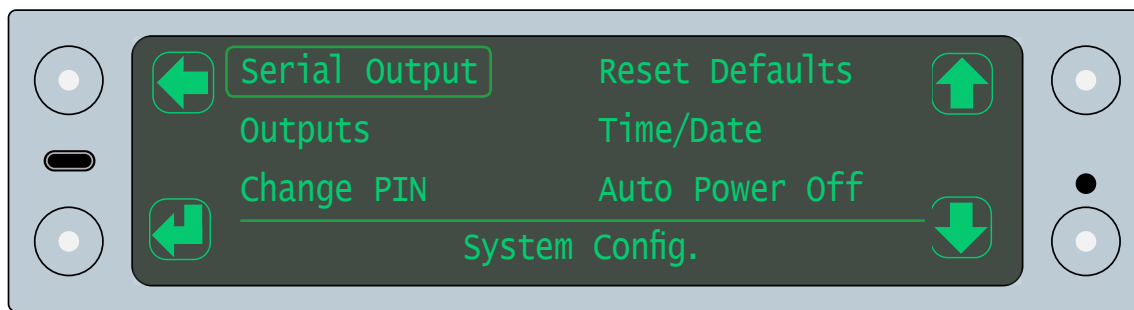 Serial Output Reset Defaults
Outputs Time/Date
Change PIN Auto Power Off
System Config.